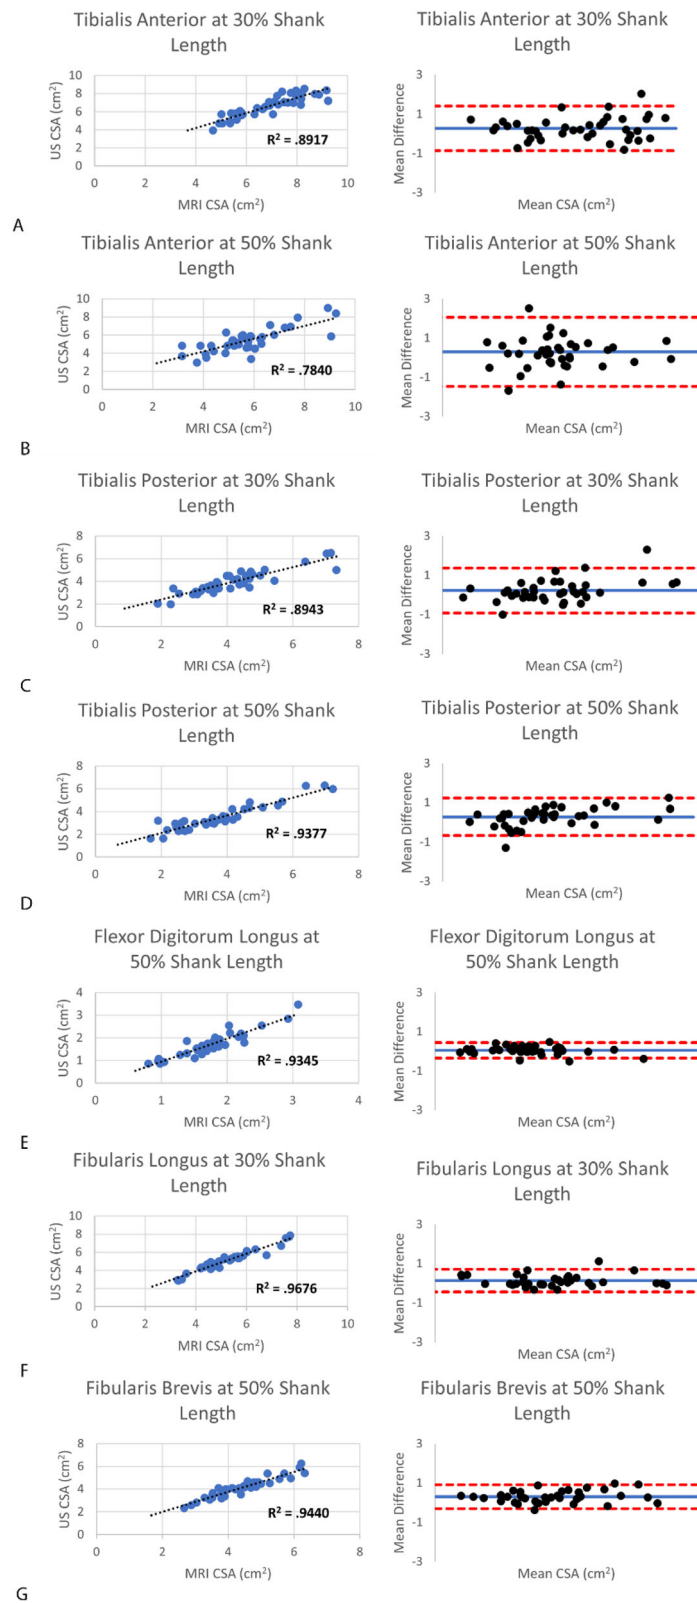 Tibialis Anterior at 30% Shank
Length
US CSA (cm²)
10
8
6
4
2
0
R² = .8917
0 2 4 6 8 10
MRI CSA (cm²)
Tibialis Anterior at 30% Shank
Length
Mean Difference
3
1
-1
-3
Mean CSA (cm²)
A
Tibialis Anterior at 50% Shank
Length
US CSA (cm²)
10
8
6
4
2
0
R² = .7840
0 2 4 6 8 10
MRI CSA (cm²)
Tibialis Anterior at 50% Shank
Length
Mean Difference
3
1
-1
-3
Mean CSA (cm²)
B
Tibialis Posterior at 30% Shank
Length
US CSA (cm²)
8
6
4
2
0
R² = .8943
0 2 4 6 8
MRI CSA (cm²)
Tibialis Posterior at 30% Shank
Length
Mean Difference
3
1
-1
-3
Mean CSA (cm²)
C
Tibialis Posterior at 50% Shank
Length
US CSA (cm²)
8
6
4
2
0
R² = .9377
0 2 4 6 8
MRI CSA (cm²)
Tibialis Posterior at 50% Shank
Length
Mean Difference
3
1
-1
-3
Mean CSA (cm²)
D
Flexor Digitorum Longus at
50% Shank Length
US CSA (cm²)
4
3
2
1
0
R² = .9345
0 1 2 3 4
MRI CSA (cm²)
Flexor Digitorum Longus at
50% Shank Length
Mean Difference
3
1
-1
-3
Mean CSA (cm²)
E
Fibularis Longus at 30% Shank
Length
US CSA (cm²)
10
8
6
4
2
0
R² = .9676
0 2 4 6 8 10
MRI CSA (cm²)
Fibularis Longus at 30% Shank
Length
Mean Difference
3
1
-1
-3
Mean CSA (cm²)
F
Fibularis Brevis at 50% Shank
Length
US CSA (cm²)
8
6
4
2
0
R² = .9440
0 2 4 6 8
MRI CSA (cm²)
Fibularis Brevis at 50% Shank
Length
Mean Difference
3
1
-1
-3
Mean CSA (cm²)
G